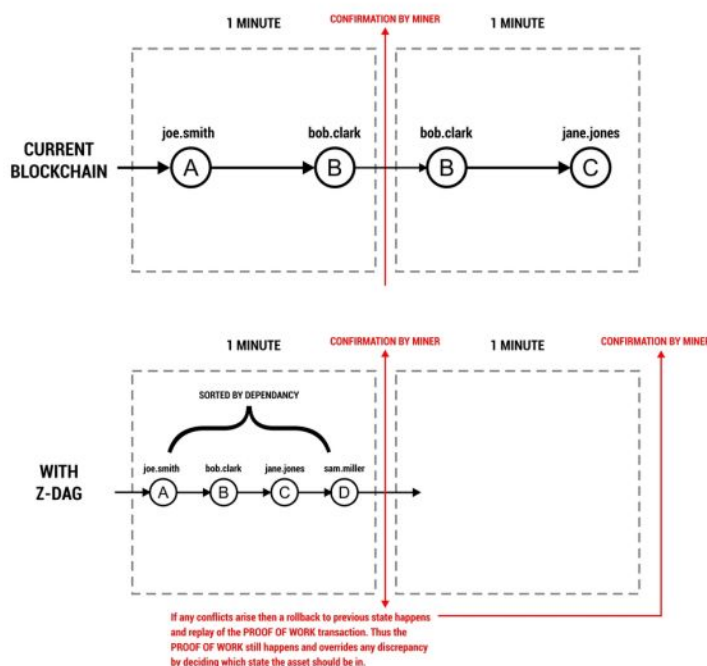 1 MINUTE
CONFIRMATION BY MINER
1 MINUTE
joe.smith
bob.clark
bob.clark
jane.jones
CURRENT
BLOCKCHAIN
A
B
B
C
1 MINUTE
CONFIRMATION BY MINER
1 MINUTE
CONFIRMATION BY MINER
SORTED BY DEPENDANCY
joe.smith
bob.clark
jane.jones
sam.miller
WITH
Z-DAG
A
B
C
D
If any conflicts arise then a rollback to previous state happens
and replay of the PROOF OF WORK transaction. Thus the
PROOF OF WORK still happens and overrides any discrepancy
by deciding which state the asset should be in.